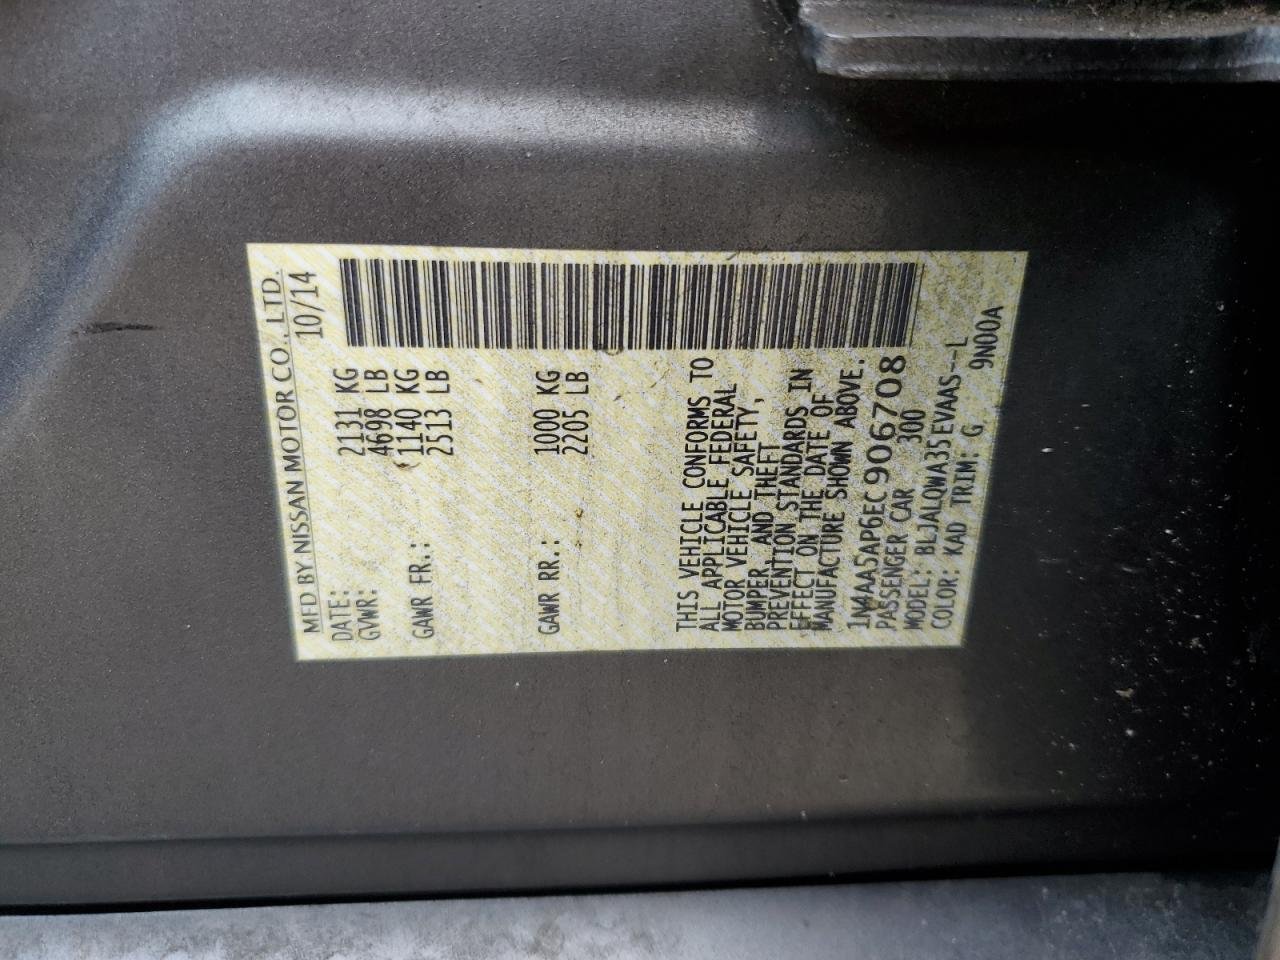 MFD BY NISSAN MOTOR CO., LTD.
DATE: 10/14
GVWR: 2131 KG
4698 LB
GAWR FR.: 1140 KG
2513 LB
GAWR RR.: 1000 KG
2205 LB
THIS VEHICLE CONFORMS TO
ALL APPLICABLE FEDERAL
MOTOR VEHICLE SAFETY,
BUMPER, AND THEFT
PREVENTION STANDARDS IN
EFFECT ON THE DATE OF
MANUFACTURE SHOWN ABOVE.
1N4AA5AP6EC906708
PASSENGER CAR 300
MODEL: BLJALQWA35EVAAS--L
COLOR: KAD TRIM: G 9N00A